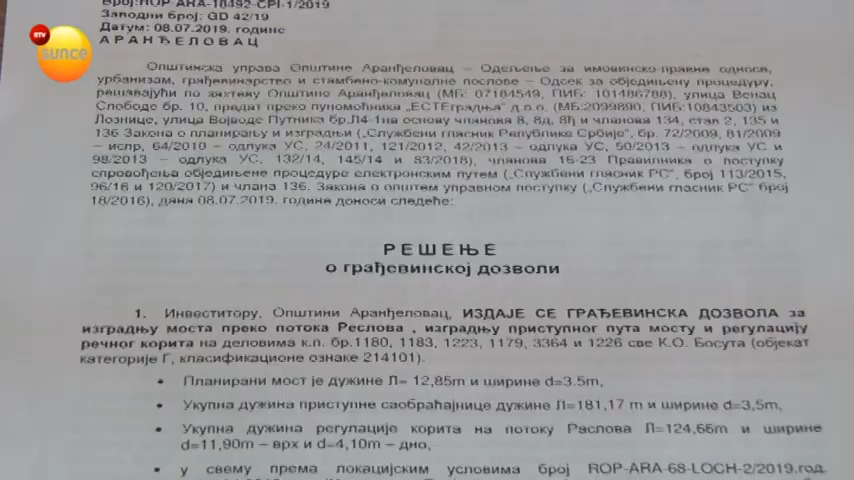 Број:ROP-ARA-18492-CPI-1/2019
Заводни број: GD 42/19
Датум: 08.07.2019. године
АРАНЂЕЛОВАЦ
RTV
sunce
Општинска управа Општине Аранђеловац – Одељење за имовинско-правне односе,
урбанизам, грађевинарство и стамбено-комуналне послове – Одсек за обједињену процедуру,
решавајући по захтеву Општине Аранђеловац (МБ: 07184549, ПИБ: 101486788), улица Венац
Слободе бр. 10, предат преко пуномоћника „ЕСТЕградња" д.о.о. (МБ:2099890, ПИБ:10843503) из
Лознице, улица Војводе Путника бр.Л4-1на основу чланова 8, 8д, 8ђ и чланова 134, став 2, 135 и
136 Закона о планирању и изградњи („Службени гласник Републике Србије", бр. 72/2009, 81/2009
– испр, 64/2010 – одлука УС, 24/2011, 121/2012, 42/2013 – одлука УС, 50/2013 – одлука УС и
98/2013 – одлука УС, 132/14, 145/14 и 83/2018), чланова 16-23 Правилника о поступку
спровођења обједињене процедуре електронским путем („Службени гласник РС", број 113/2015,
96/16 и 120/2017) и члана 136. Закона о општем управном поступку („Службени гласник РС" број
18/2016), дана 08.07.2019. године доноси следеће:
РЕШЕЊЕ
о грађевинској дозволи
1. Инвеститору, Општини Аранђеловац, ИЗДАЈЕ СЕ ГРАЂЕВИНСКА ДОЗВОЛА за
изградњу моста преко потока Реслова , изградњу приступног пута мосту и регулацију
речног корита на деловима к.п. бр.1180, 1183, 1223, 1179, 3364 и 1226 све К.О. Босута (објекат
категорије Г, класификационе ознаке 214101).
• Планирани мост је дужине Л= 12,85m и ширине d=3.5m,
• Укупна дужина приступне саобраћајнице дужине Л=181,17 m и ширине d=3,5m,
• Укупна дужина регулације корита на потоку Раслова Л=124,66m и ширине
d=11,90m – врх и d=4,10m – дно,
• у свему према локацијским условима број ROP-ARA-68-LOCH-2/2019.год.